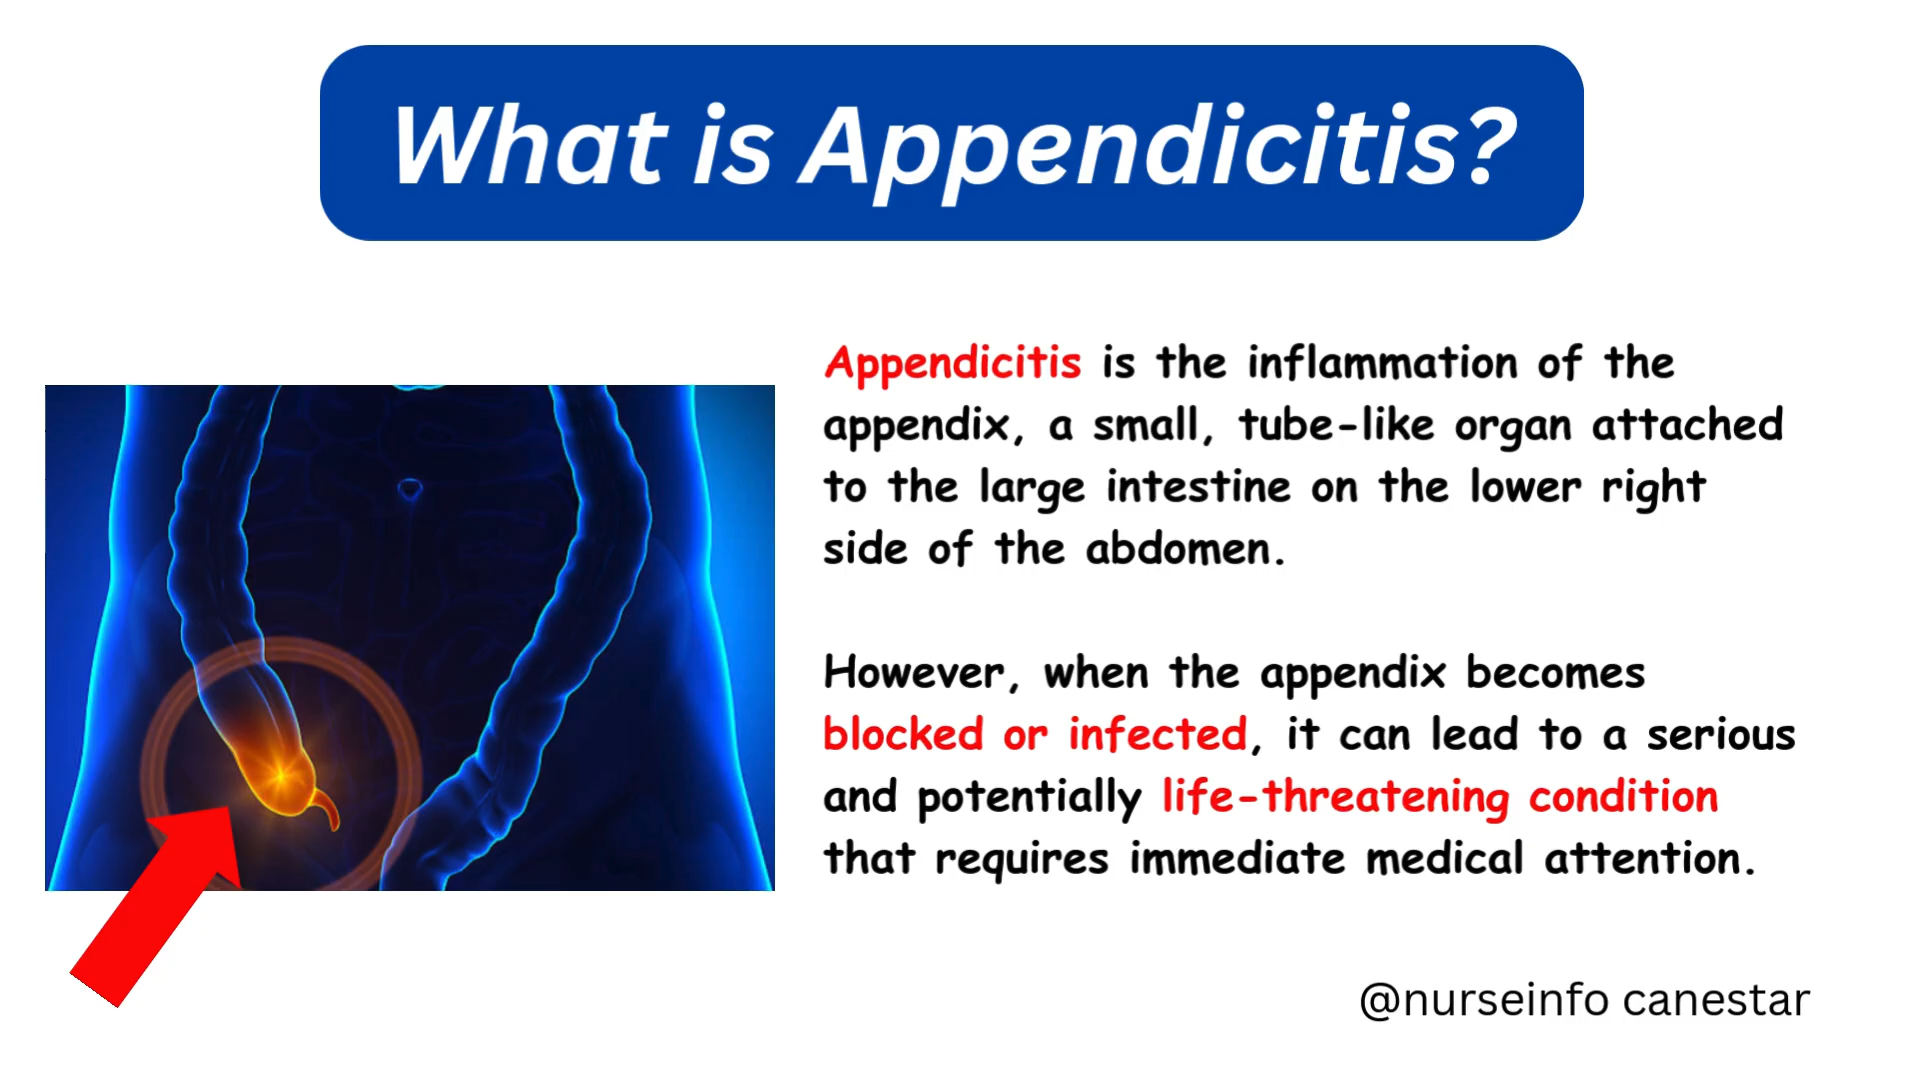 What is Appendicitis?
Appendicitis is the inflammation of the
appendix, a small, tube-like organ attached
to the large intestine on the lower right
side of the abdomen.
However, when the appendix becomes
blocked or infected, it can lead to a serious
and potentially life-threatening condition
that requires immediate medical attention.
@nurseinfo canestar